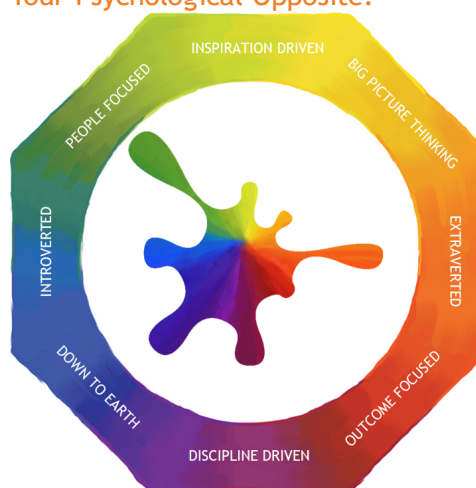 Your Psychological Opposite?
INSPIRATION DRIVEN
BIG PICTURE THINKING
EXTRAVERTED
OUTCOME FOCUSED
DISCIPLINE DRIVEN
DOWN TO EARTH
INTROVERTED
PEOPLE FOCUSED